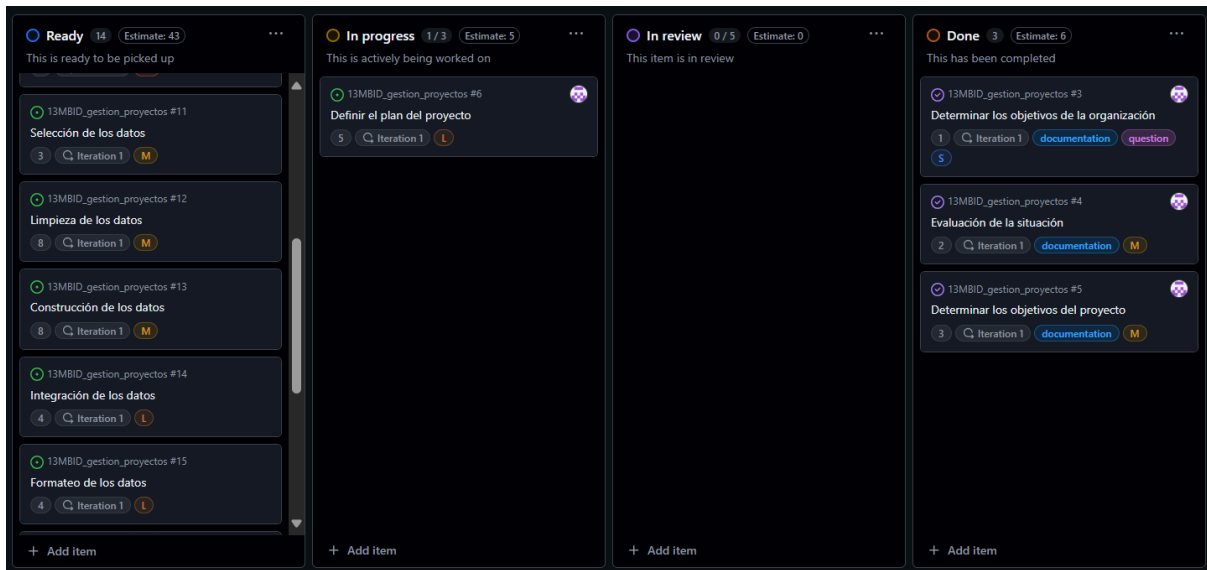 Ready 14 Estimate: 43 ...
This is ready to be picked up
13MBID_gestion_proyectos #11
Selección de los datos
3 Iteration 1 M
13MBID_gestion_proyectos #12
Limpieza de los datos
8 Iteration 1 M
13MBID_gestion_proyectos #13
Construcción de los datos
8 Iteration 1 M
13MBID_gestion_proyectos #14
Integración de los datos
4 Iteration 1 L
13MBID_gestion_proyectos #15
Formateo de los datos
4 Iteration 1 L
+ Add item
In progress 1 / 3 Estimate: 5 ...
This is actively being worked on
13MBID_gestion_proyectos #6
Definir el plan del proyecto
5 Iteration 1 L
+ Add item
In review 0 / 5 Estimate: 0 ...
This item is in review
+ Add item
Done 3 Estimate: 6 ...
This has been completed
13MBID_gestion_proyectos #3
Determinar los objetivos de la organización
1 Iteration 1 documentation question
S
13MBID_gestion_proyectos #4
Evaluación de la situación
2 Iteration 1 documentation M
13MBID_gestion_proyectos #5
Determinar los objetivos del proyecto
3 Iteration 1 documentation M
+ Add item